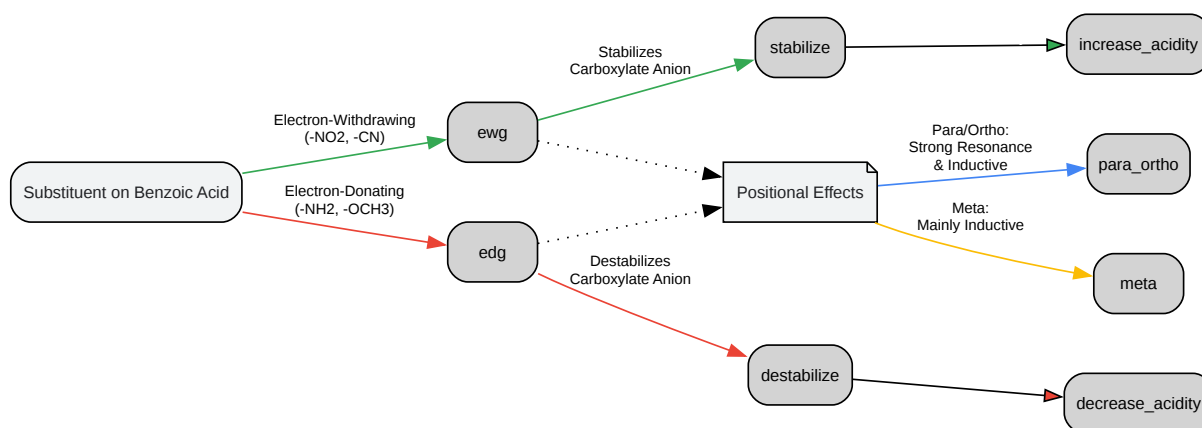 Substituent on Benzoic Acid
Electron-Withdrawing
(-NO2, -CN)
Electron-Donating
(-NH2, -OCH3)
ewg
edg
Stabilizes
Carboxylate Anion
Destabilizes
Carboxylate Anion
stabilize
Positional Effects
destabilize
Para/Ortho:
Strong Resonance
& Inductive
Meta:
Mainly Inductive
increase_acidity
para_ortho
meta
decrease_acidity